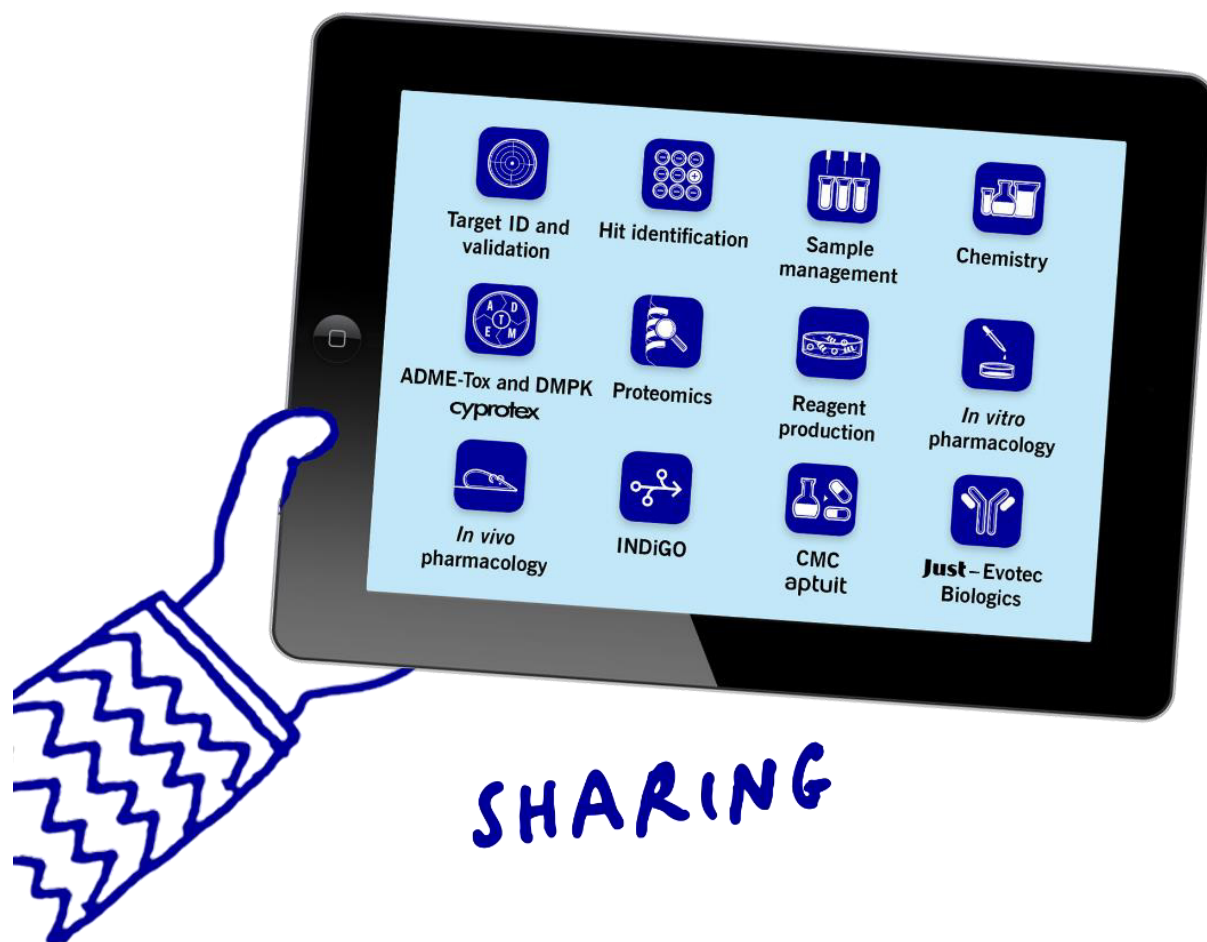 Target ID and
validation
Hit identification
Sample
management
Chemistry
A D
T
E M
ADME-Tox and DMPK
cyprotex
Proteomics
Reagent
production
In vitro
pharmacology
In vivo
pharmacology
INDiGO
CMC
aptuit
Just – Evotec
Biologics
SHARING